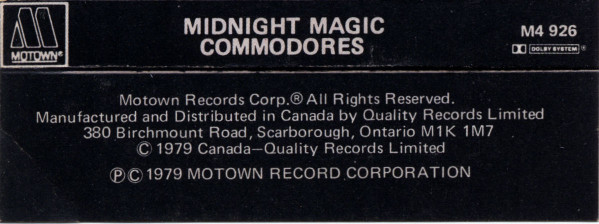 MIDNIGHT MAGIC
COMMODORES
M4 926
DOLBY SYSTEM®
MOTOWN®
Motown Records Corp.® All Rights Reserved.
Manufactured and Distributed in Canada by Quality Records Limited
380 Birchmount Road, Scarborough, Ontario M1K 1M7
© 1979 Canada—Quality Records Limited
℗© 1979 MOTOWN RECORD CORPORATION